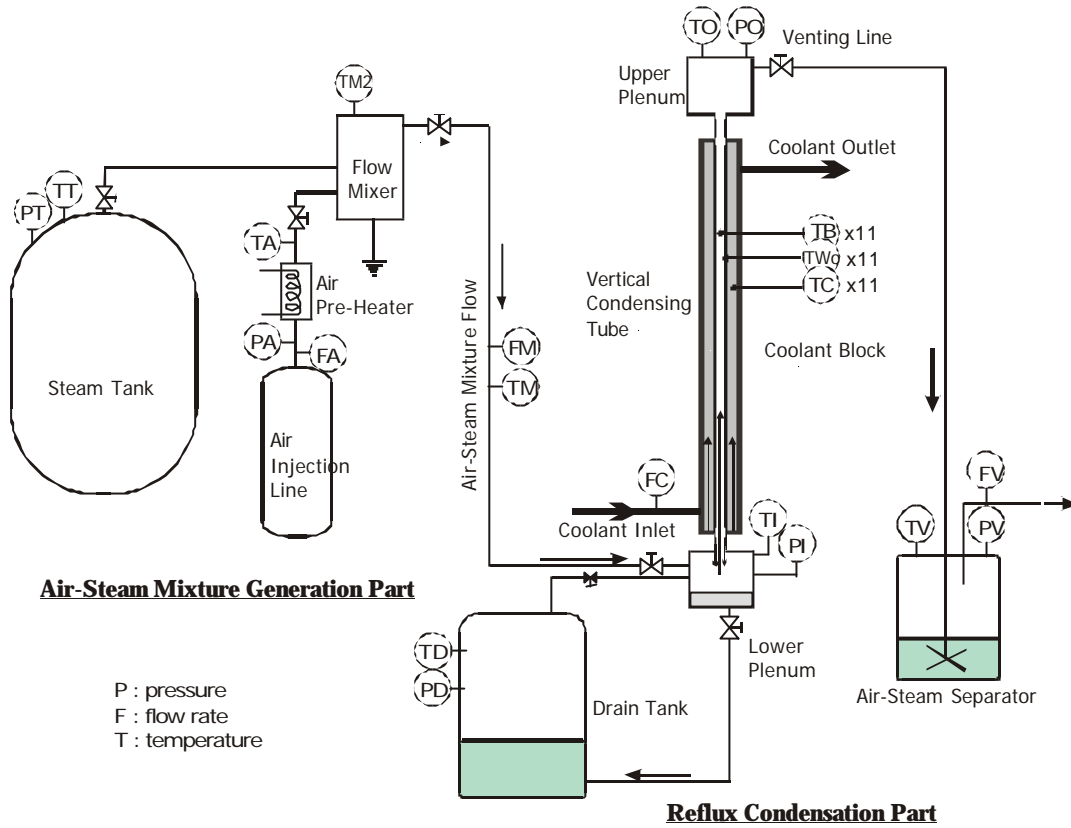 TO
PO
Venting Line
Upper
Plenum
TM2
Flow
Mixer
Coolant Outlet
PT
TT
TA
TB x11
TWo x11
TC x11
Air
Pre-Heater
Vertical
Condensing
Tube
PA
FA
FM
TM
Coolant Block
Steam Tank
Air-Steam Mixture Flow
Air
Injection
Line
FC
Coolant Inlet
TI
PI
FV
TV
PV
Air-Steam Mixture Generation Part
TD
PD
Lower
Plenum
Drain Tank
Air-Steam Separator
P : pressure
F : flow rate
T : temperature
Reflux Condensation Part